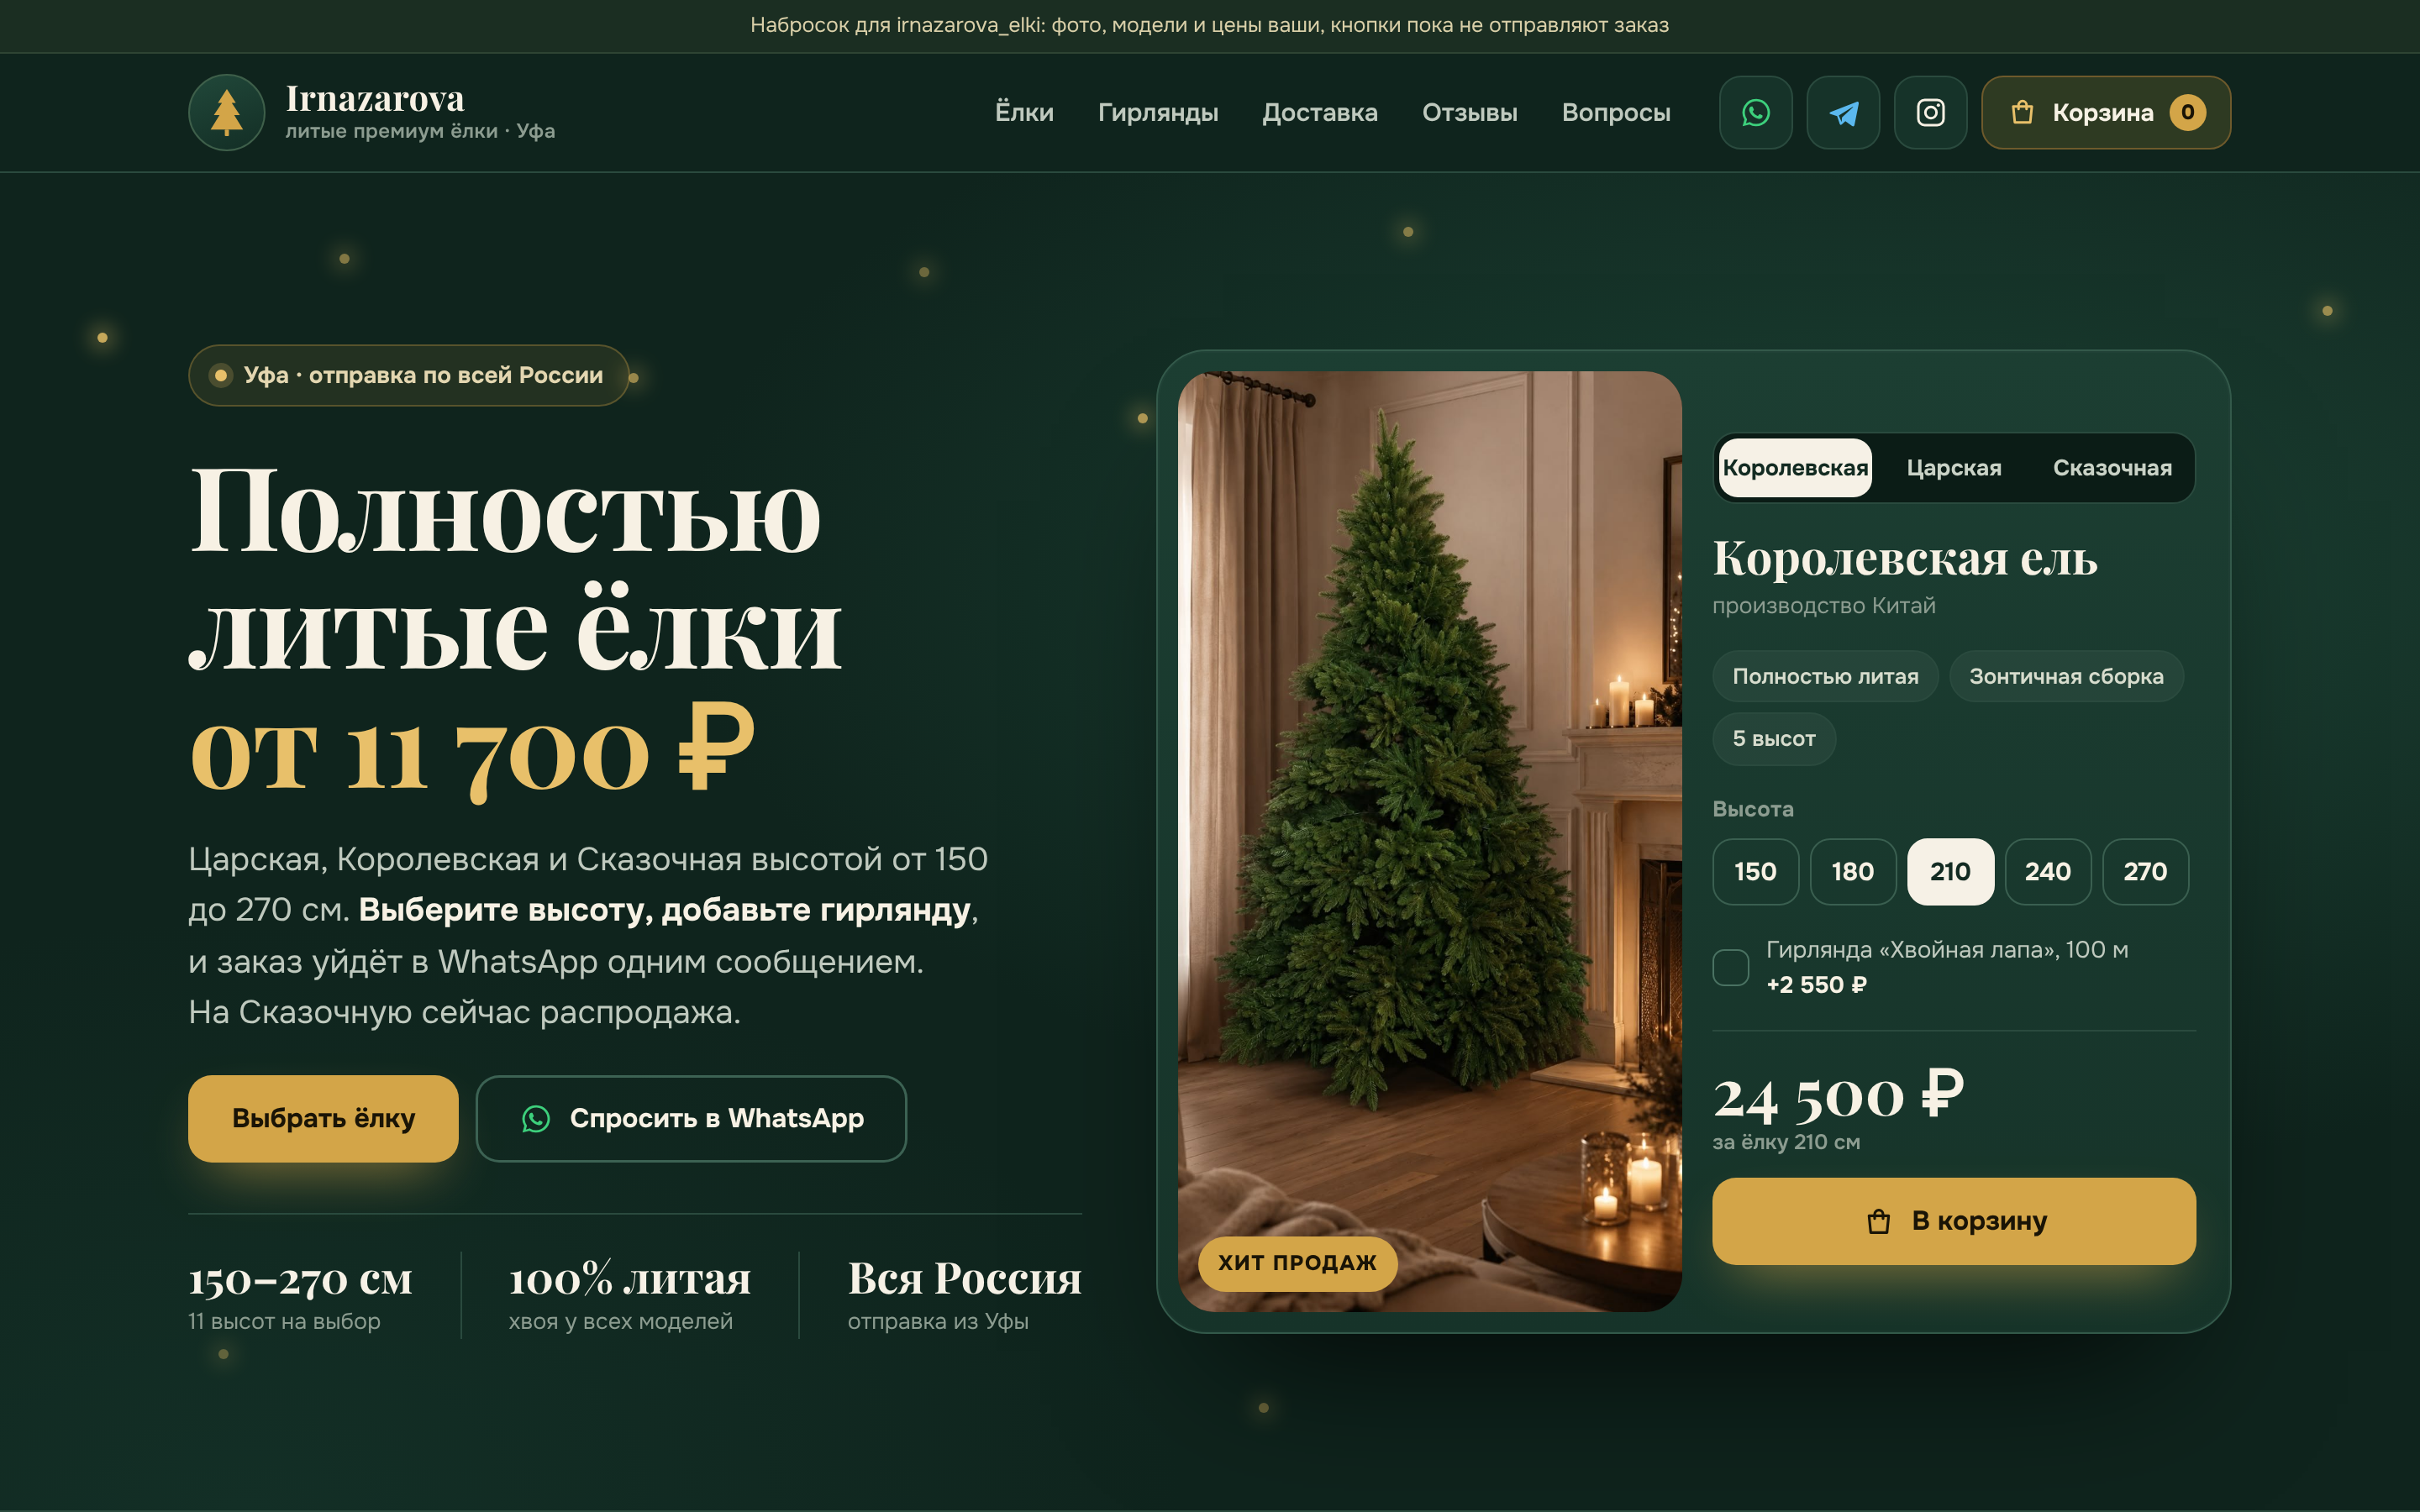 Набросок для irnazarova_elki: фото, модели и цены ваши, кнопки пока не отправляют заказ
Irnazarova
литые премиум ёлки · Уфа
Ёлки
Гирлянды
Доставка
Отзывы
Вопросы
Корзина 0
Уфа · отправка по всей России
Полностью
литые ёлки
от 11 700 ₽
Царская, Королевская и Сказочная высотой от 150
до 270 см. Выберите высоту, добавьте гирлянду,
и заказ уйдёт в WhatsApp одним сообщением.
На Сказочную сейчас распродажа.
Выбрать ёлку
Спросить в WhatsApp
150–270 см
11 высот на выбор
100% литая
хвоя у всех моделей
Вся Россия
отправка из Уфы
ХИТ ПРОДАЖ
Королевская
Царская
Сказочная
Королевская ель
производство Китай
Полностью литая
Зонтичная сборка
5 высот
Высота
150
180
210
240
270
Гирлянда «Хвойная лапа», 100 м
+2 550 ₽
24 500 ₽
за ёлку 210 см
В корзину